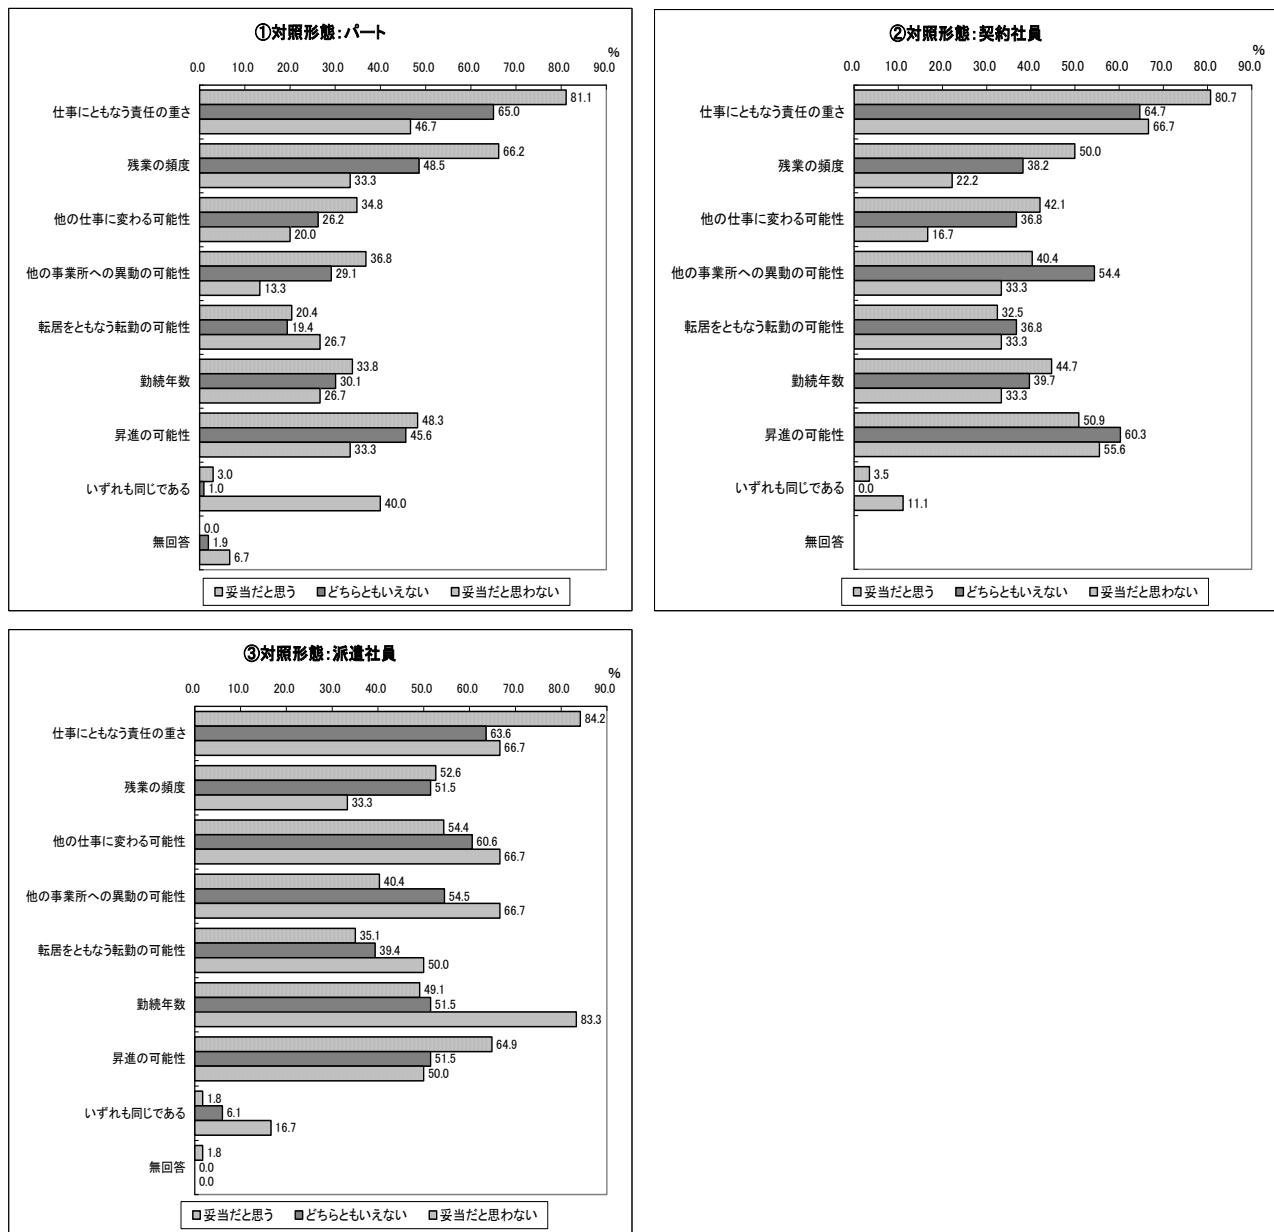 ①対照形態：パート
%
0.0 10.0 20.0 30.0 40.0 50.0 60.0 70.0 80.0 90.0
仕事にともなう責任の重さ
81.1
65.0
46.7
残業の頻度
66.2
48.5
33.3
他の仕事に変わる可能性
34.8
26.2
20.0
他の事業所への異動の可能性
36.8
29.1
13.3
転居をともなう転勤の可能性
20.4
19.4
26.7
勤続年数
33.8
30.1
26.7
昇進の可能性
48.3
45.6
33.3
いずれも同じである
3.0
1.0
40.0
無回答
0.0
1.9
6.7
妥当だと思う どちらともいえない 妥当だと思わない
②対照形態：契約社員
%
0.0 10.0 20.0 30.0 40.0 50.0 60.0 70.0 80.0 90.0
仕事にともなう責任の重さ
80.7
64.7
66.7
残業の頻度
50.0
38.2
22.2
他の仕事に変わる可能性
42.1
36.8
16.7
他の事業所への異動の可能性
40.4
54.4
33.3
転居をともなう転勤の可能性
32.5
36.8
33.3
勤続年数
44.7
39.7
33.3
昇進の可能性
50.9
60.3
55.6
いずれも同じである
3.5
0.0
11.1
無回答
妥当だと思う どちらともいえない 妥当だと思わない
③対照形態：派遣社員
%
0.0 10.0 20.0 30.0 40.0 50.0 60.0 70.0 80.0 90.0
仕事にともなう責任の重さ
84.2
63.6
66.7
残業の頻度
52.6
51.5
33.3
他の仕事に変わる可能性
54.4
60.6
66.7
他の事業所への異動の可能性
40.4
54.5
66.7
転居をともなう転勤の可能性
35.1
39.4
50.0
勤続年数
49.1
51.5
83.3
昇進の可能性
64.9
51.5
50.0
いずれも同じである
1.8
6.1
16.7
無回答
1.8
0.0
0.0
妥当だと思う どちらともいえない 妥当だと思わない